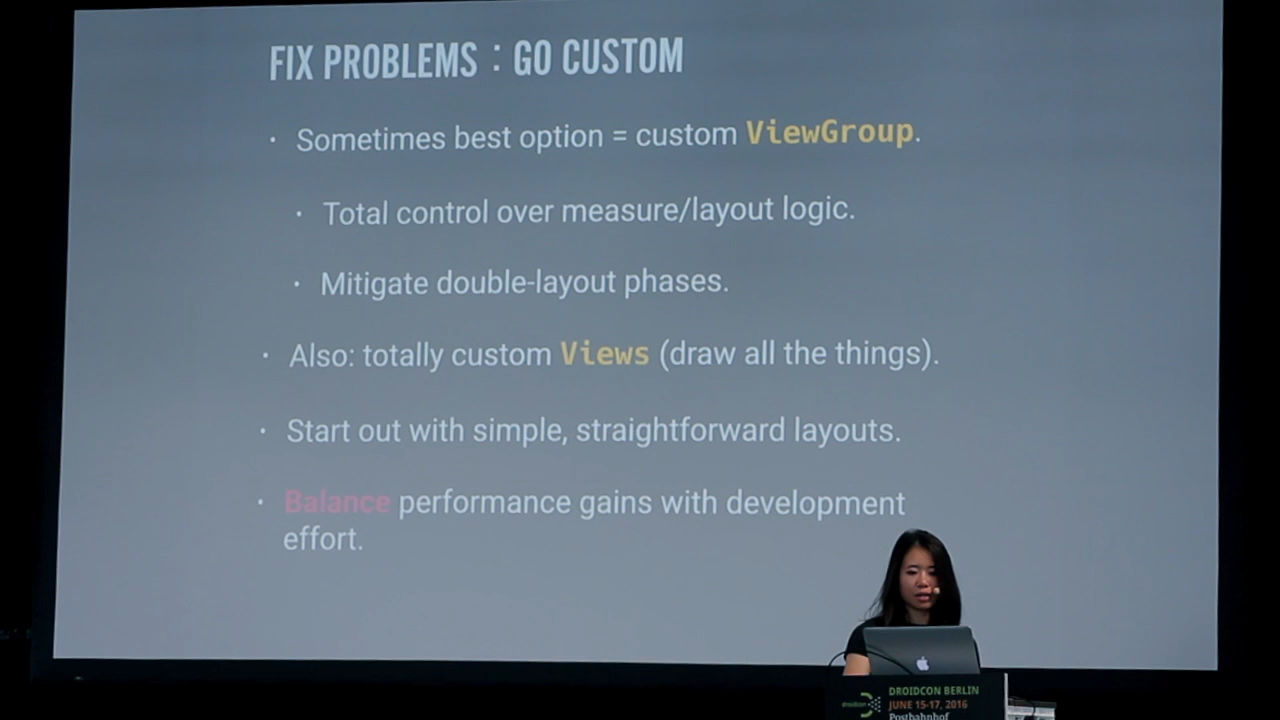 FIX PROBLEMS : GO CUSTOM
• Sometimes best option = custom ViewGroup.
• Total control over measure/layout logic.
• Mitigate double-layout phases.
• Also: totally custom Views (draw all the things).
• Start out with simple, straightforward layouts.
• Balance performance gains with development
effort.
droidcon
DROIDCON BERLIN
JUNE 15-17, 2016
Postbahnhof